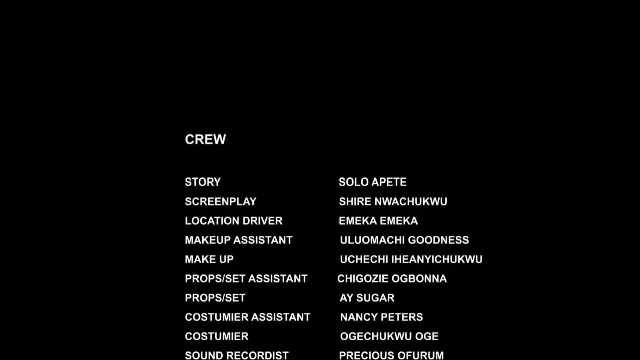 CREW
STORY SOLO APETE
SCREENPLAY SHIRE NWACHUKWU
LOCATION DRIVER EMEKA EMEKA
MAKEUP ASSISTANT ULUOMACHI GOODNESS
MAKE UP UCHECHI IHEANYICHUKWU
PROPS/SET ASSISTANT CHIGOZIE OGBONNA
PROPS/SET AY SUGAR
COSTUMIER ASSISTANT NANCY PETERS
COSTUMIER OGECHUKWU OGE
SOUND RECORDIST PRECIOUS OFURUM